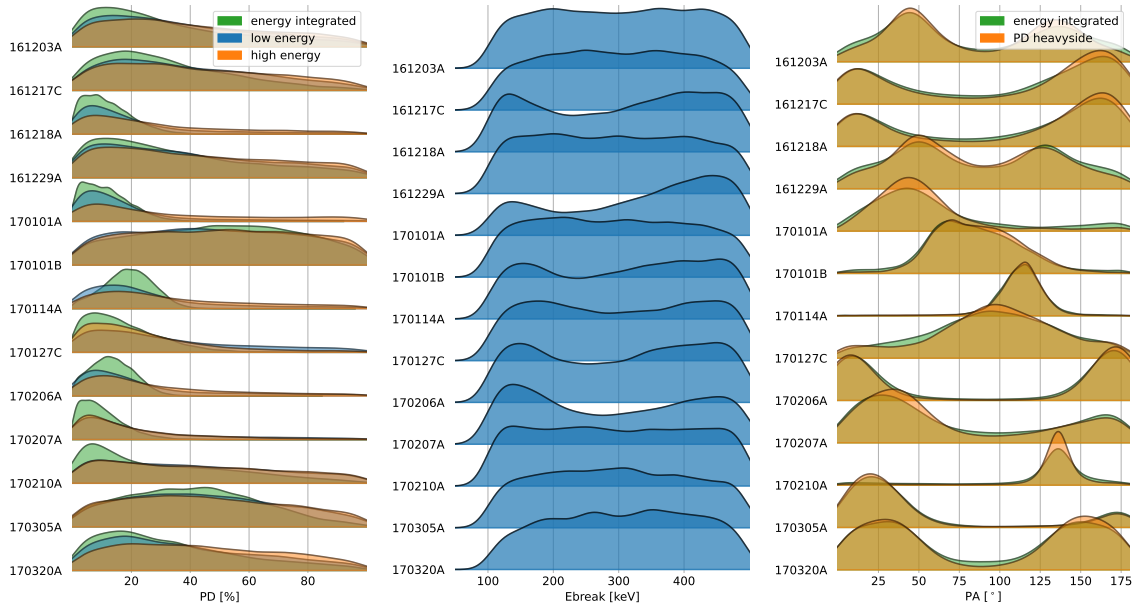 energy integrated
low energy
high energy
161203A
161217C
161218A
161229A
170101A
170101B
170114A
170127C
170206A
170207A
170210A
170305A
170320A
20 40 60 80
PD [%]
161203A
161217C
161218A
161229A
170101A
170101B
170114A
170127C
170206A
170207A
170210A
170305A
170320A
100 200 300 400
Ebreak [keV]
energy integrated
PD heavyside
161203A
161217C
161218A
161229A
170101A
170101B
170114A
170127C
170206A
170207A
170210A
170305A
170320A
25 50 75 100 125 150 175
PA [°]